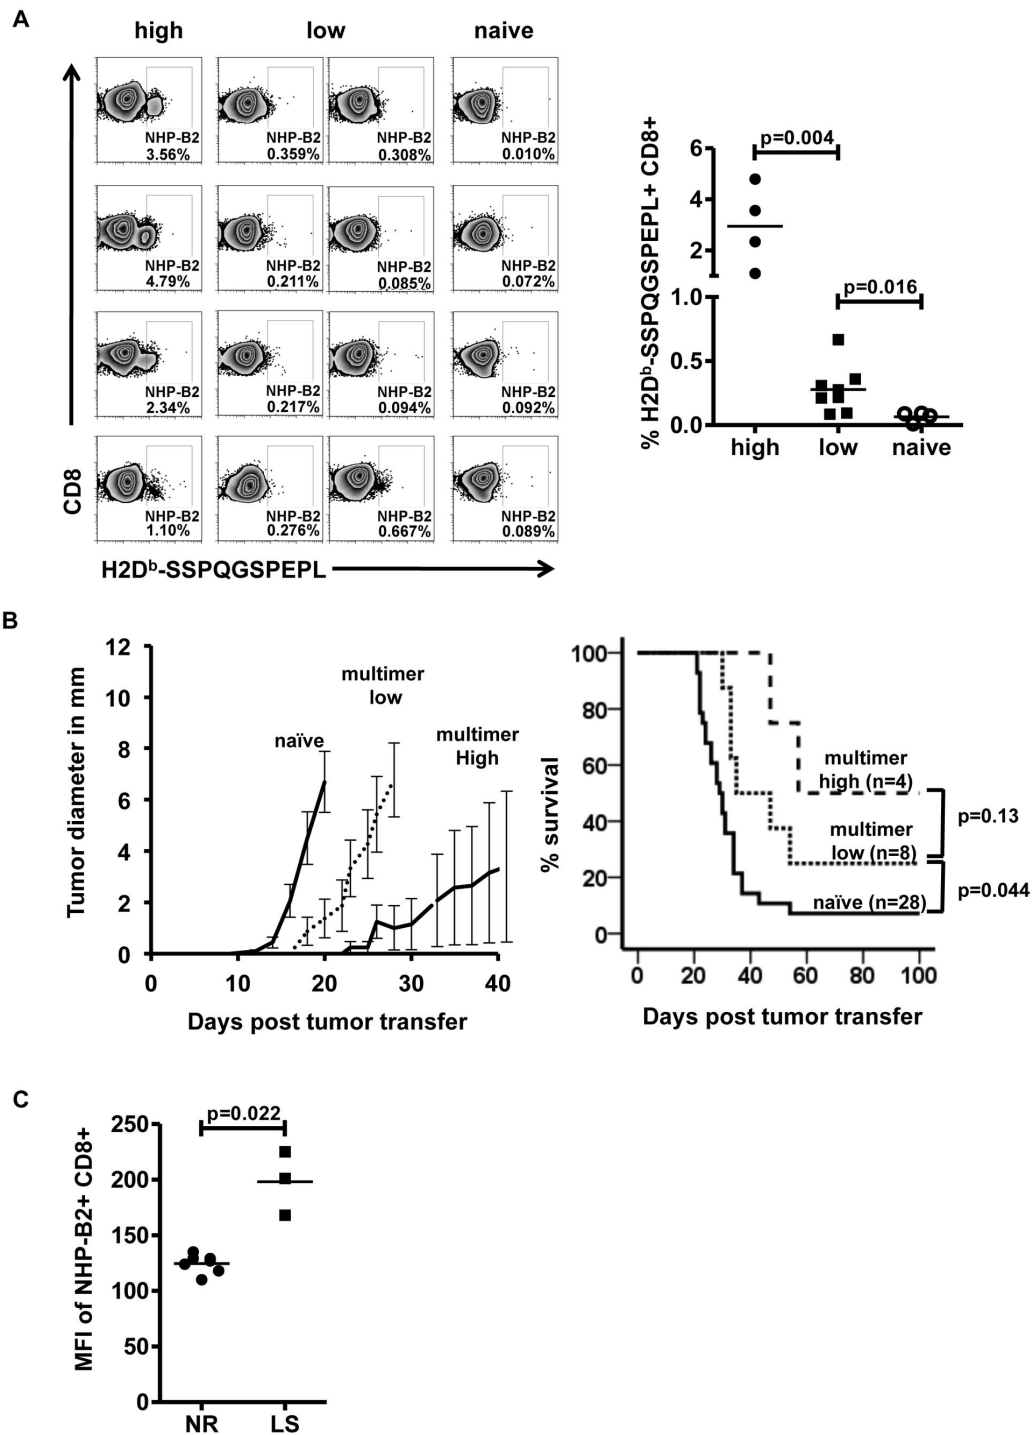 A
high low naive
NHP-B2 NHP-B2 NHP-B2 NHP-B2
3.56% 0.359% 0.308% 0.010%
NHP-B2 NHP-B2 NHP-B2 NHP-B2
4.79% 0.211% 0.085% 0.072%
NHP-B2 NHP-B2 NHP-B2 NHP-B2
2.34% 0.217% 0.094% 0.092%
NHP-B2 NHP-B2 NHP-B2 NHP-B2
1.10% 0.276% 0.667% 0.089%
CD8
H2Dᵇ-SSPQGSPEPL
% H2Dᵇ-SSPQGSPEPL+ CD8+
6
4
2
1.0
0.5
0.0
p=0.004
p=0.016
high low naive
B
Tumor diameter in mm
12
10
8
6
4
2
0
naïve
multimer
low
multimer
High
0 10 20 30 40
Days post tumor transfer
% survival
100
80
60
40
20
0
multimer
high (n=4)
multimer
low (n=8)
naïve (n=28)
p=0.13
p=0.044
0 20 40 60 80 100
Days post tumor transfer
C
MFI of NHP-B2+ CD8+
250
200
150
100
50
0
p=0.022
NR LS